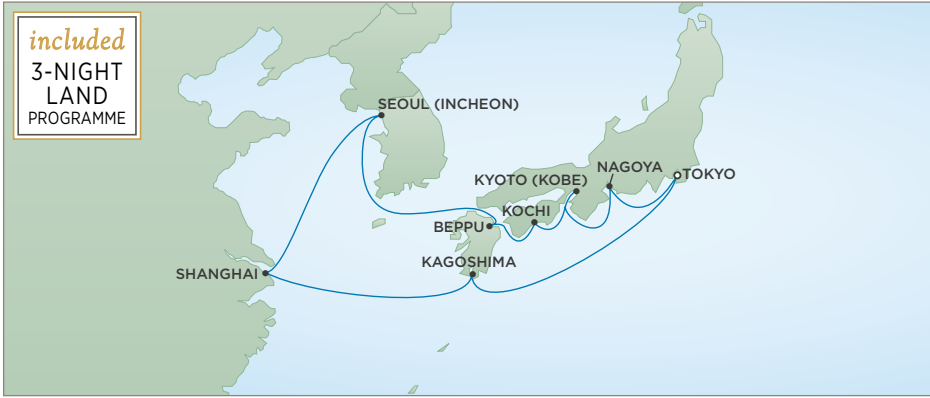 included
3-NIGHT
LAND
PROGRAMME
SEOUL (INCHEON)
NAGOYA
TOKYO
KYOTO (KOBE)
KOCHI
BEPPU
KAGOSHIMA
SHANGHAI